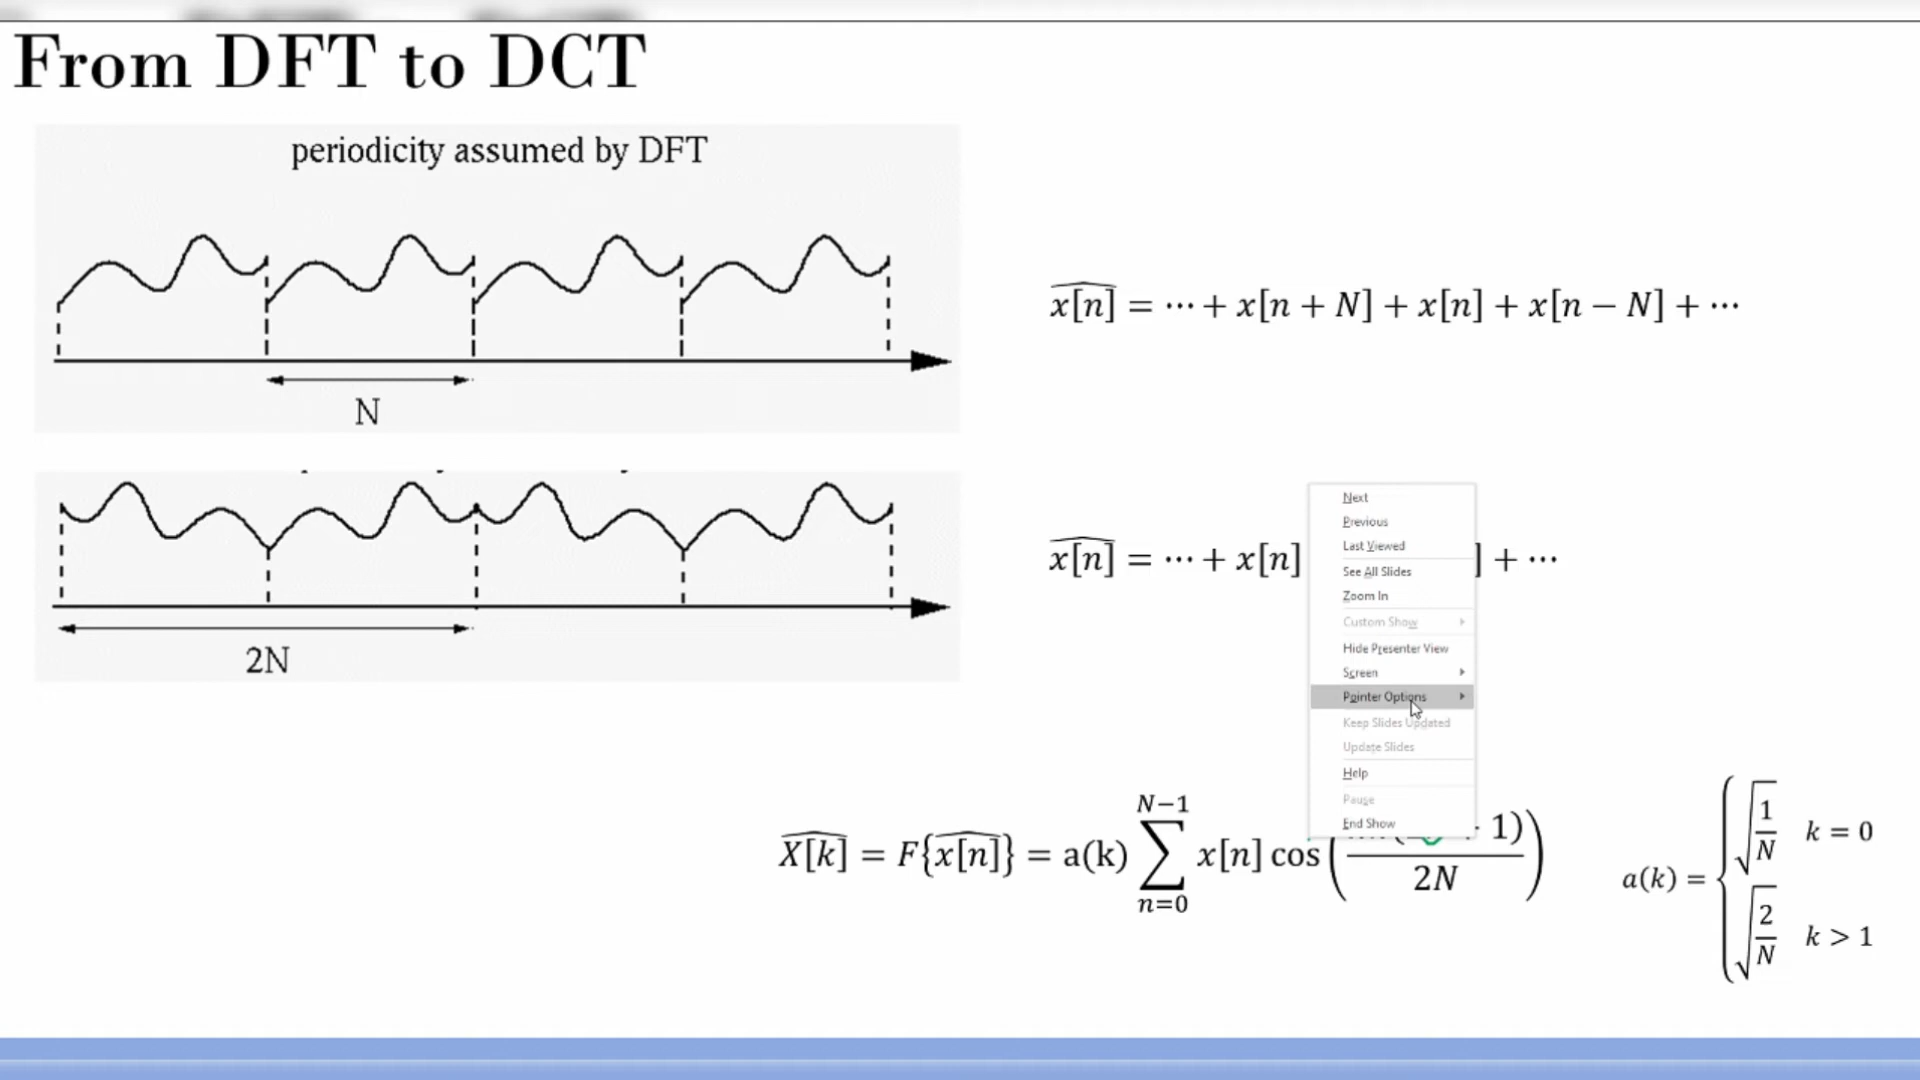 From DFT to DCT
periodicity assumed by DFT
N
x[n] = ⋯ + x[n + N] + x[n] + x[n − N] + ⋯
2N
x[n] = ⋯ + x[n] ] + ⋯
Next
Previous
Last Viewed
See All Slides
Zoom In
Custom Show
Hide Presenter View
Screen
Pointer Options
Keep Slides Updated
Update Slides
Help
Pause
End Show
X[k] = F{x[n]} = a(k) ∑ N−1 n=0 x[n] cos ( 1) / 2N )
a(k) = { √(1/N) k = 0
√(2/N) k > 1